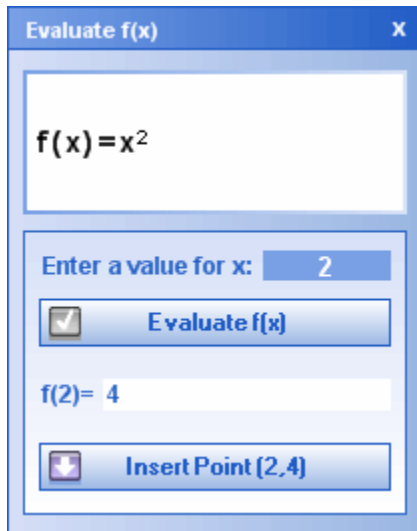 Evaluate f(x) x
f(x)=x²
Enter a value for x: 2
Evaluate f(x)
f(2)= 4
Insert Point (2,4)